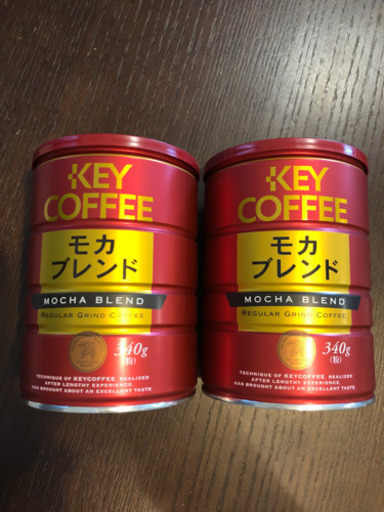 KEY
COFFEE
モカ
ブレンド
MOCHA BLEND
REGULAR GRIND COFFEE
340g
(粉)
TECHNIQUE OF KEYCOFFEE, REALIZED
AFTER LENGTHY EXPERIENCE,
HAS BROUGHT ABOUT AN EXCELLENT TASTE.
KEY
COFFEE
モカ
ブレンド
MOCHA BLEND
REGULAR GRIND COFFEE
340g
(粉)
TECHNIQUE OF KEYCOFFEE, REALIZED
AFTER LENGTHY EXPERIENCE,
HAS BROUGHT ABOUT AN EXCELLENT TASTE.